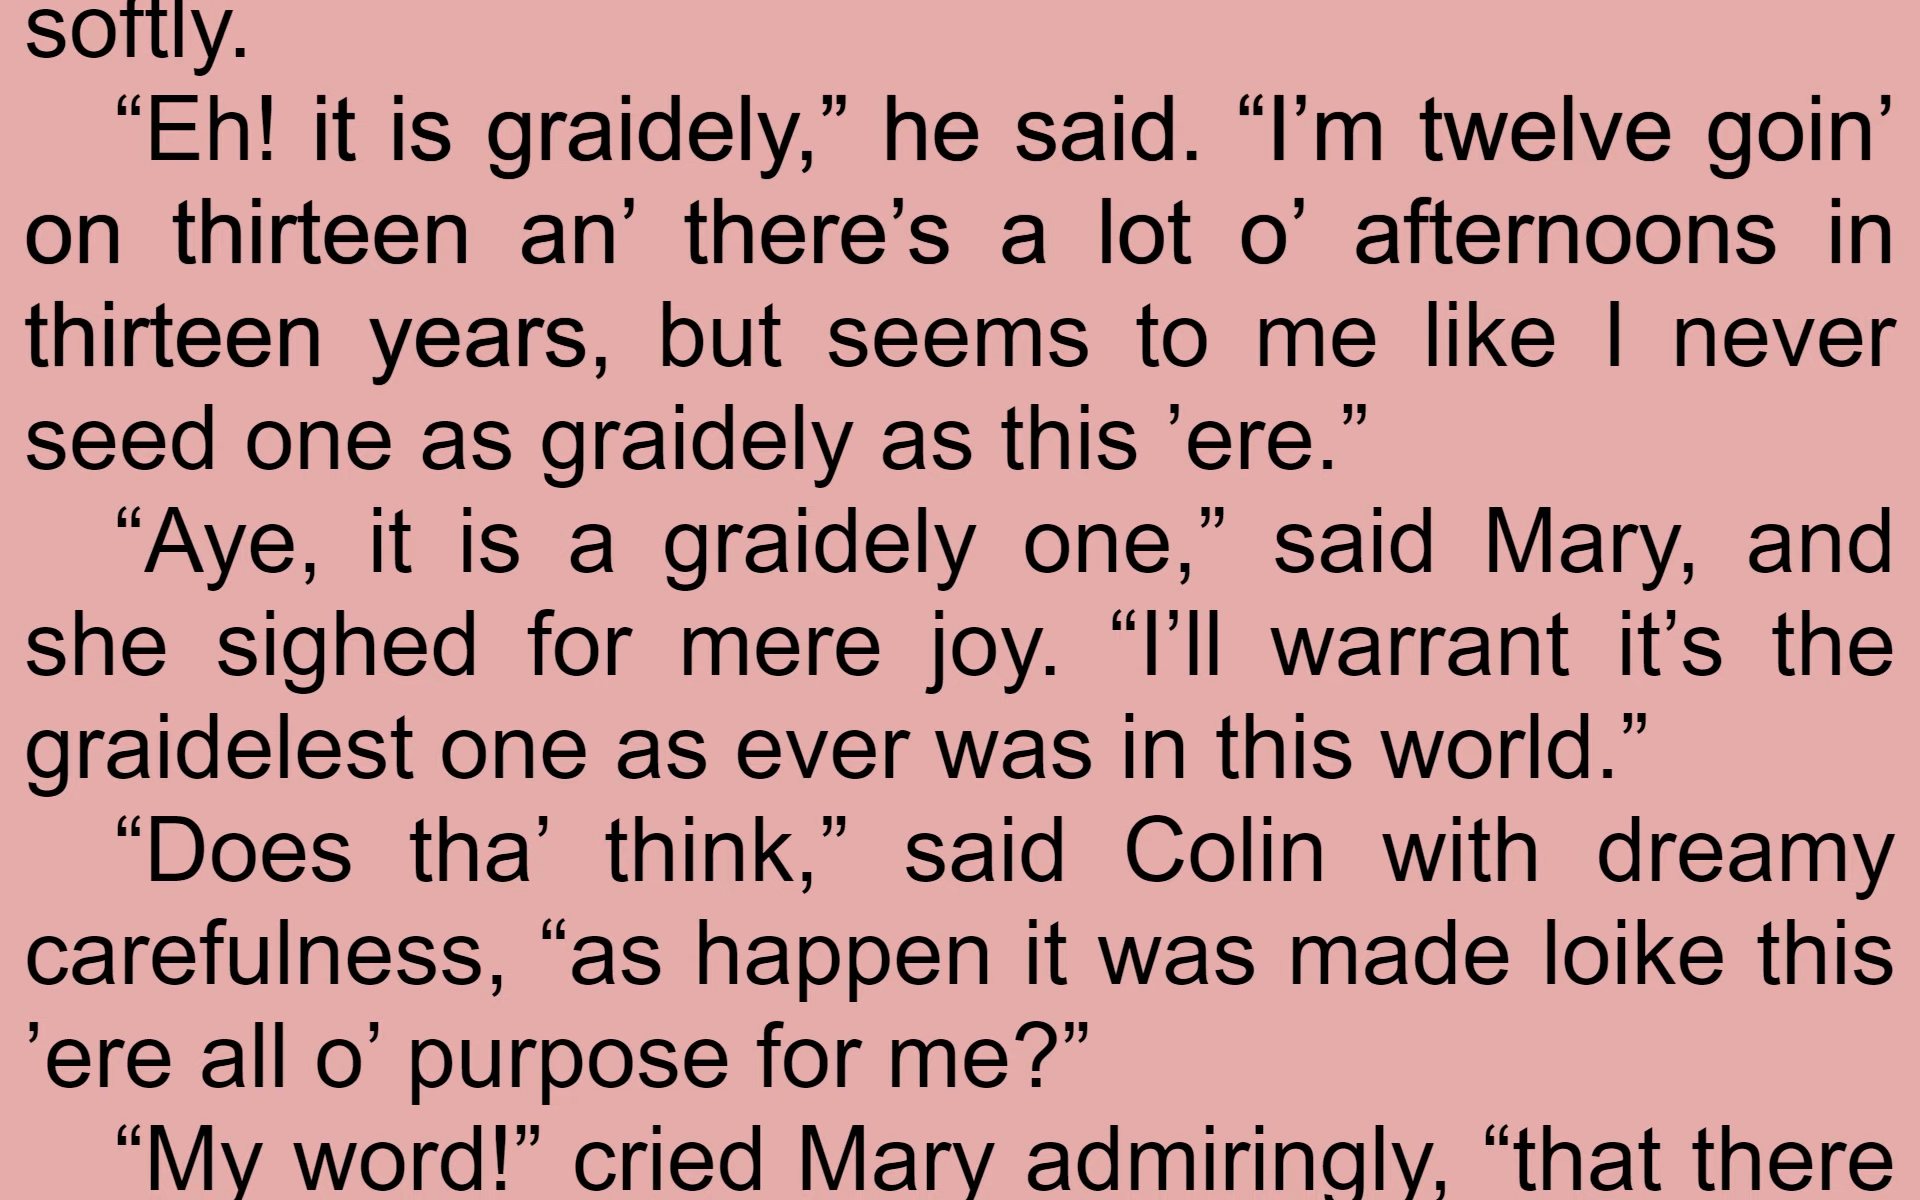 softly.
“Eh! it is graidely,” he said. “I’m twelve goin’
on thirteen an’ there’s a lot o’ afternoons in
thirteen years, but seems to me like I never
seed one as graidely as this ’ere.”
“Aye, it is a graidely one,” said Mary, and
she sighed for mere joy. “I’ll warrant it’s the
graidelest one as ever was in this world.”
“Does tha’ think,” said Colin with dreamy
carefulness, “as happen it was made loike this
’ere all o’ purpose for me?”
“My word!” cried Mary admiringly, “that there